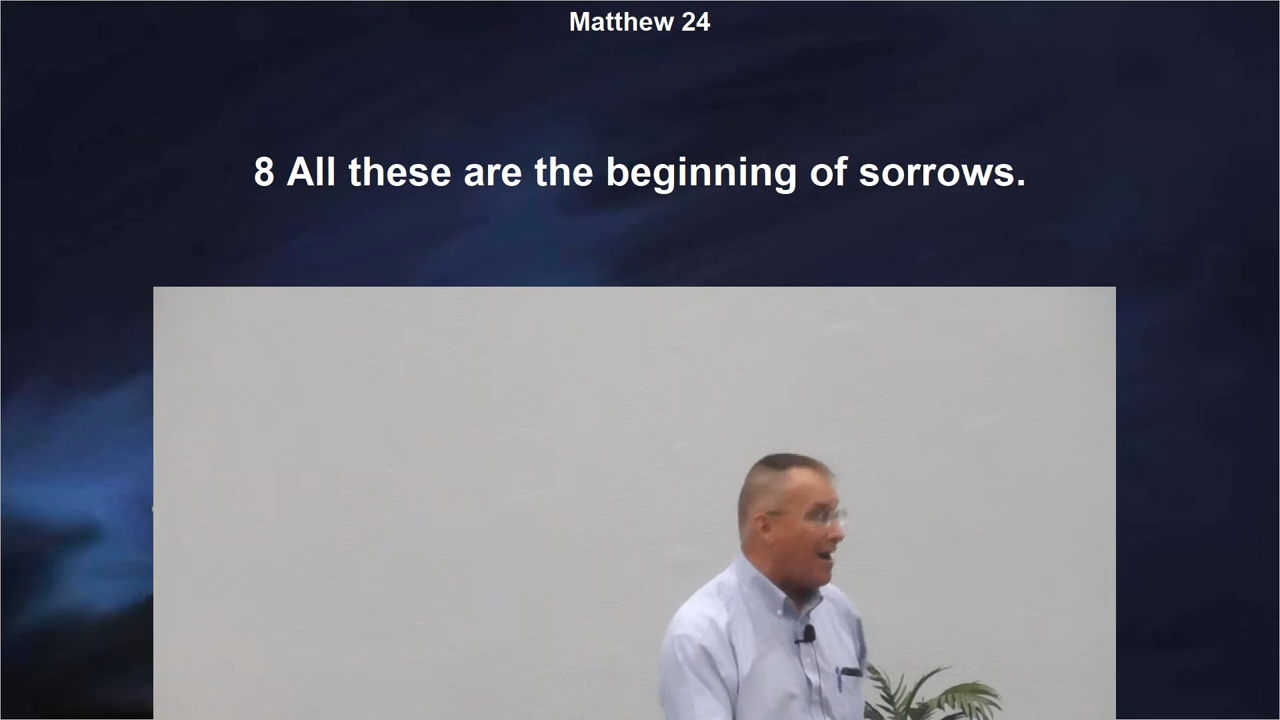 Matthew 24
8 All these are the beginning of sorrows.